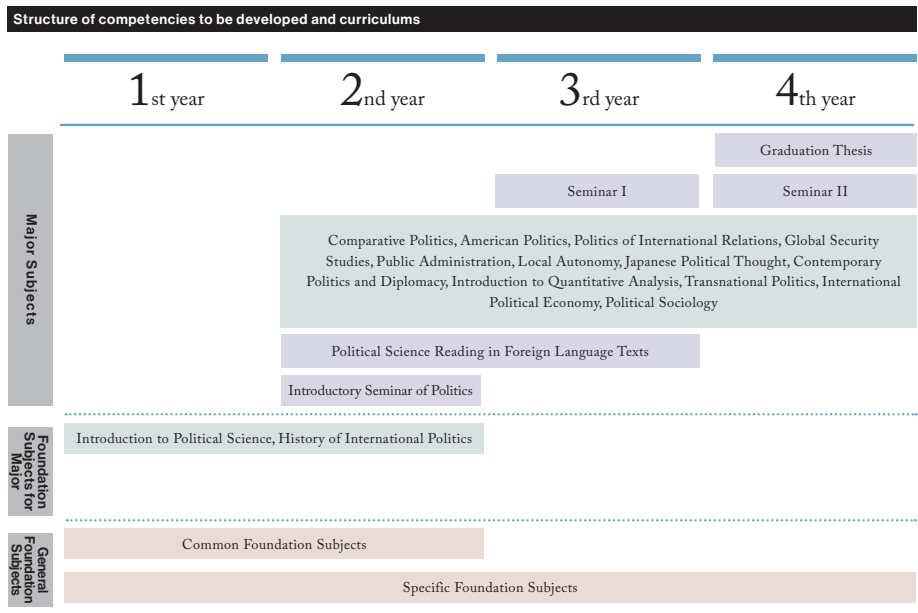 Structure of competencies to be developed and curriculums
1st year
2nd year
3rd year
4th year
Major Subjects
Graduation Thesis
Seminar I
Seminar II
Comparative Politics, American Politics, Politics of International Relations, Global Security
Studies, Public Administration, Local Autonomy, Japanese Political Thought, Contemporary
Politics and Diplomacy, Introduction to Quantitative Analysis, Transnational Politics, International
Political Economy, Political Sociology
Political Science Reading in Foreign Language Texts
Introductory Seminar of Politics
Foundation
Subjects for
Major
Introduction to Political Science, History of International Politics
General
Foundation
Subjects
Common Foundation Subjects
Specific Foundation Subjects